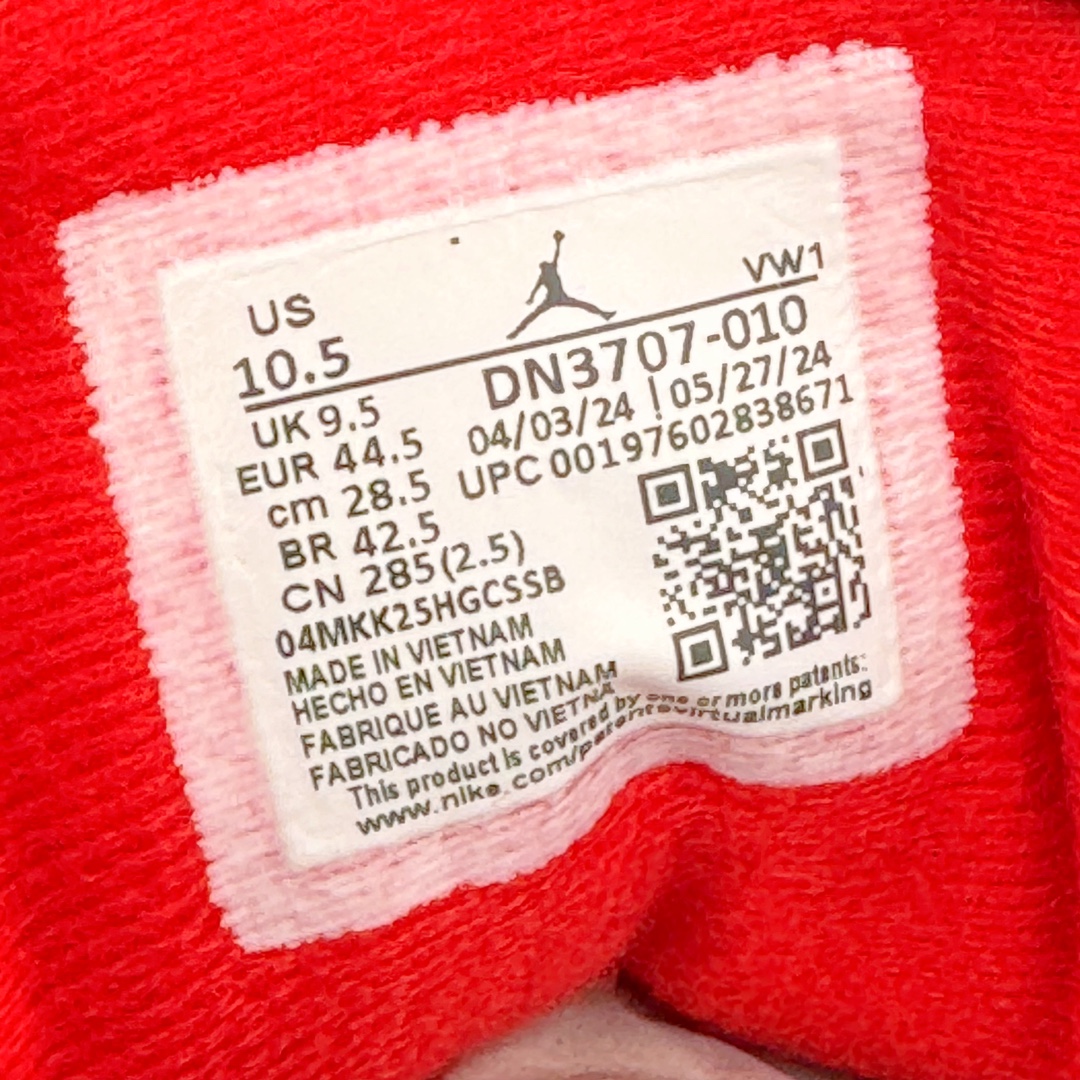 US
10.5
VW1
UK 9.5
EUR 44.5
cm 28.5
BR 42.5
CN 285(2.5)
DN3707-010
04/03/24 | 05/27/24
UPC 00197602838671
04MKK25HGCSSB
MADE IN VIETNAM
HECHO EN VIETNAM
FABRIQUE AU VIETNAM
FABRICADO NO VIETNA
This product is covered by one or more patents:
www.nike.com/patentsvirtualmarking